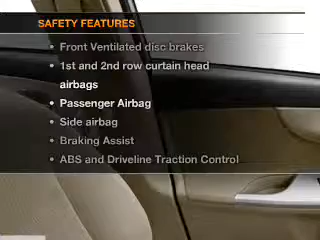 SAFETY FEATURES
• Front Ventilated disc brakes
• 1st and 2nd row curtain head
airbags
• Passenger Airbag
• Side airbag
• Braking Assist
• ABS and Driveline Traction Control